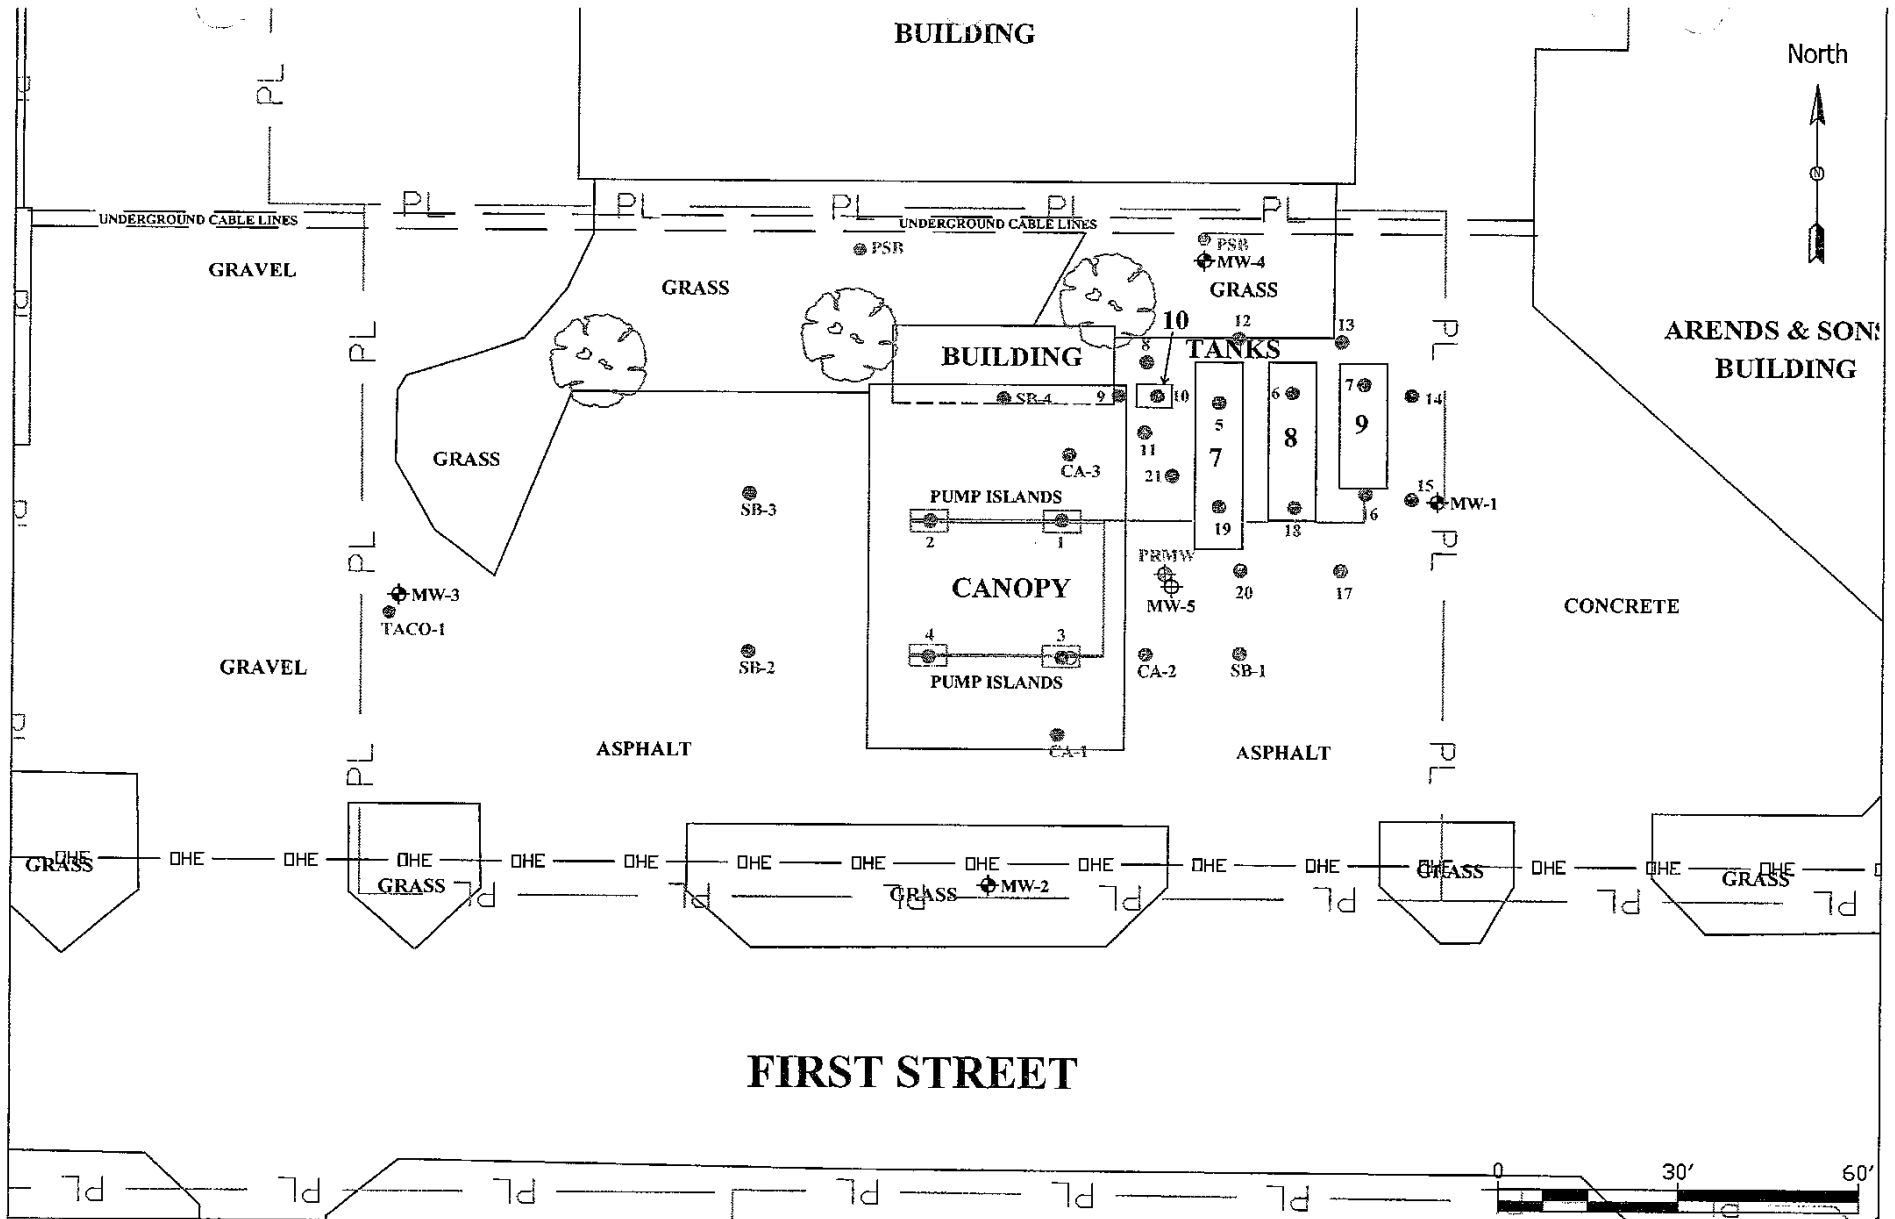 BUILDING
North
PL
N
PL PL PL PL PL
UNDERGROUND CABLE LINES
UNDERGROUND CABLE LINES
PSB
PSB
MW-4
GRAVEL
GRASS
GRASS
10
12
13
PL
PL
ARENDS & SONS
BUILDING
BUILDING
8
TANKS
SB-4
9
10
5
6
7
14
7
8
9
11
GRASS
CA-3
21
PUMP ISLANDS
SB-3
2
1
19
18
16
15
MW-1
PL
PL
PRMW
MW-5
20
17
MW-3
TACO-1
CANOPY
CONCRETE
GRAVEL
SB-2
4
3
PUMP ISLANDS
CA-2
SB-1
ASPHALT
CA-1
ASPHALT
PL
PL
OHE OHE OHE OHE OHE OHE OHE OHE OHE OHE OHE OHE OHE OHE OHE OHE
GRASS
GRASS
GRASS
MW-2
GRASS
GRASS
PL PL PL PL PL PL PL
FIRST STREET
0 30' 60'
PL PL PL PL PL PL PL